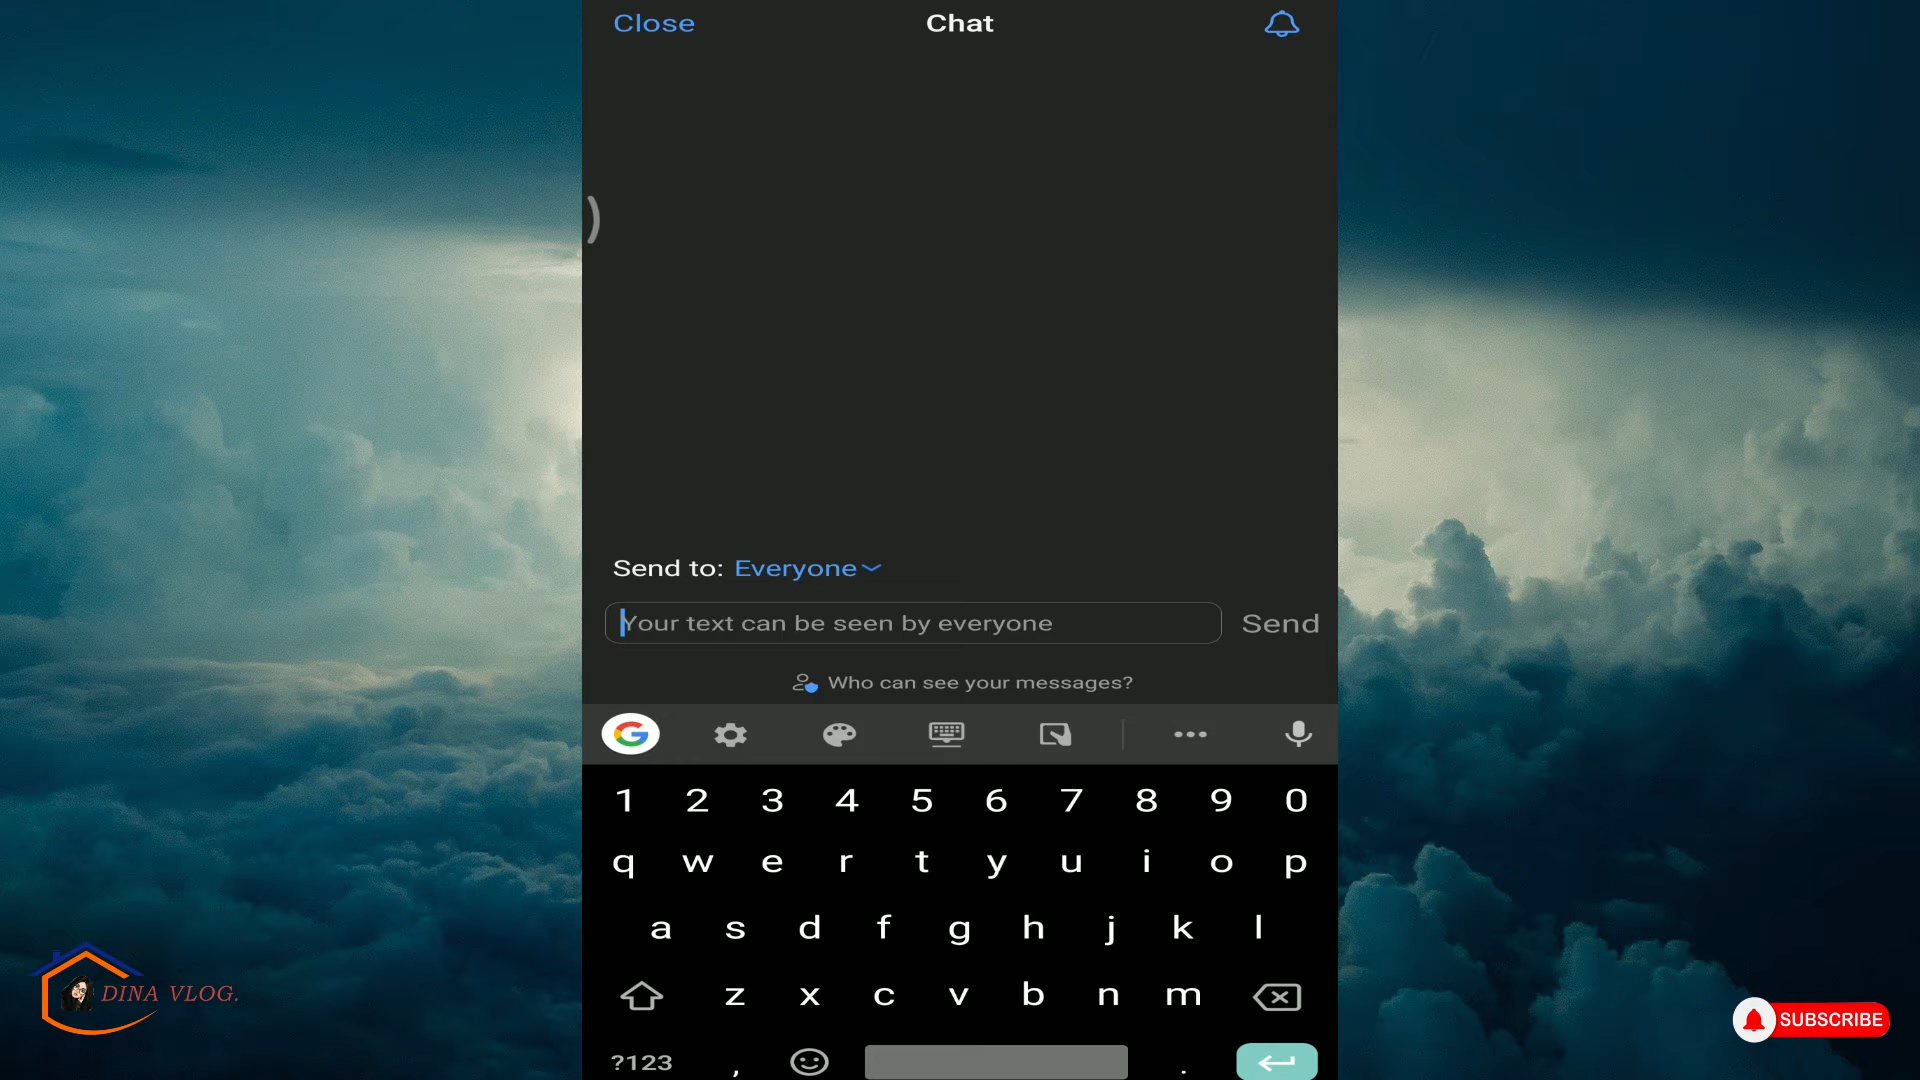 Close Chat
Send to: Everyone
Your text can be seen by everyone Send
Who can see your messages?
1 2 3 4 5 6 7 8 9 0
q w e r t y u i o p
a s d f g h j k l
z x c v b n m
?123 , .
DINA VLOG.
SUBSCRIBE